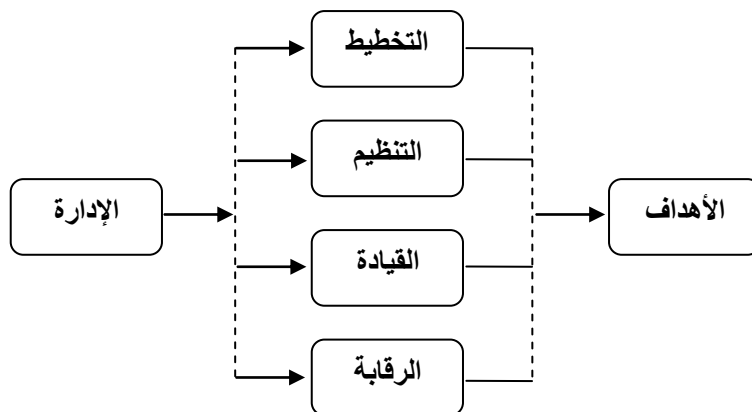 التخطيط
التنظيم
الإدارة
الأهداف
القيادة
الرقابة